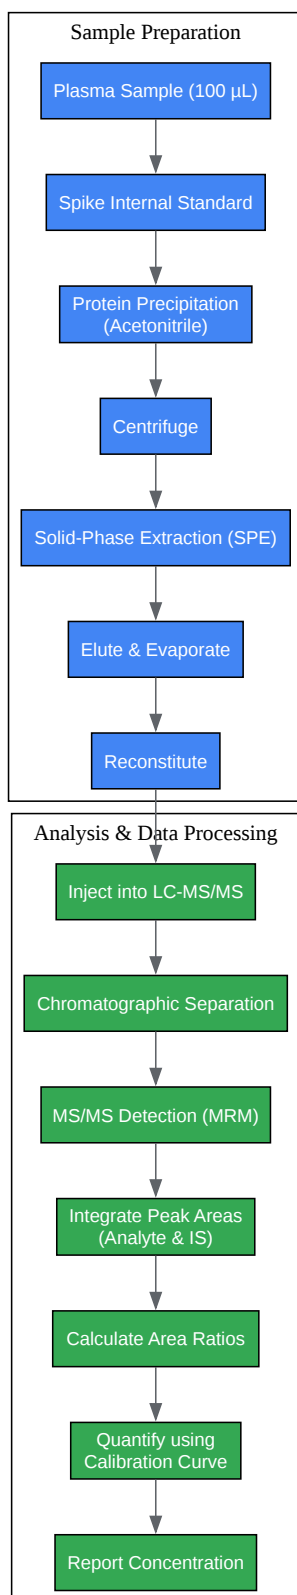 Sample Preparation
Plasma Sample (100 µL)
Spike Internal Standard
Protein Precipitation
(Acetonitrile)
Centrifuge
Solid-Phase Extraction (SPE)
Elute & Evaporate
Reconstitute
Analysis & Data Processing
Inject into LC-MS/MS
Chromatographic Separation
MS/MS Detection (MRM)
Integrate Peak Areas
(Analyte & IS)
Calculate Area Ratios
Quantify using
Calibration Curve
Report Concentration